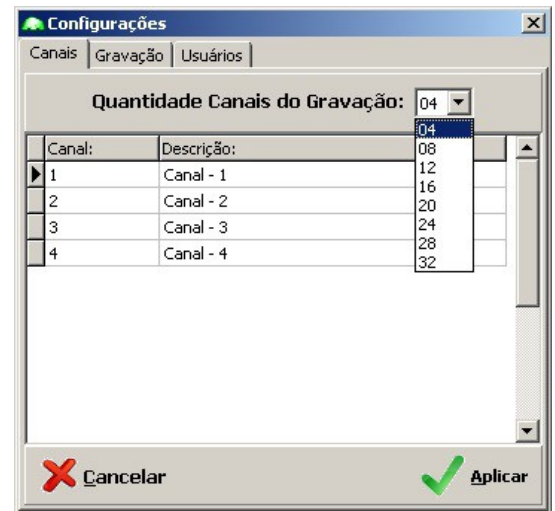 Configurações
Canais Gravação Usuários
Quantidade Canais do Gravação: 04
04
08
12
16
20
24
28
32
Canal: Descrição:
1 Canal - 1
2 Canal - 2
3 Canal - 3
4 Canal - 4
Cancelar Aplicar